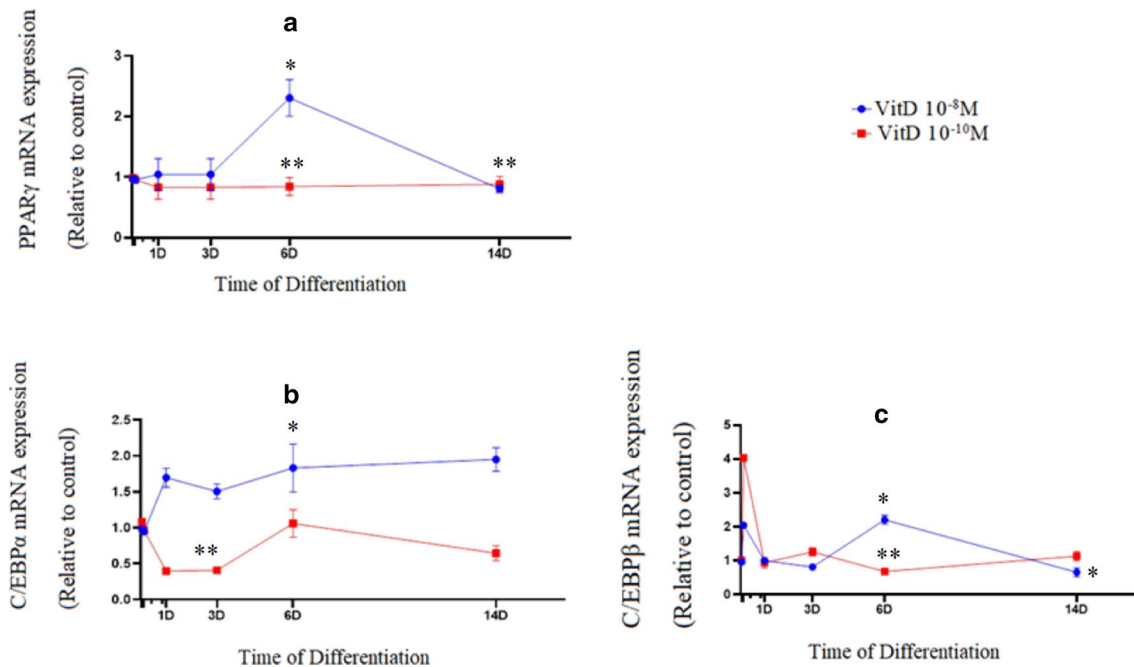 a
PPARγ mRNA expression
(Relative to control)
3
*
2
**
**
1
0
1D 3D 6D 14D
Time of Differentiation
VitD 10⁻⁸M
VitD 10⁻¹⁰M
b
C/EBPα mRNA expression
(Relative to control)
2.5
*
2.0
1.5
1.0
**
0.5
0.0
1D 3D 6D 14D
Time of Differentiation
c
C/EBPβ mRNA expression
(Relative to control)
5
4
3
*
2
**
1
*
0
1D 3D 6D 14D
Time of Differentiation